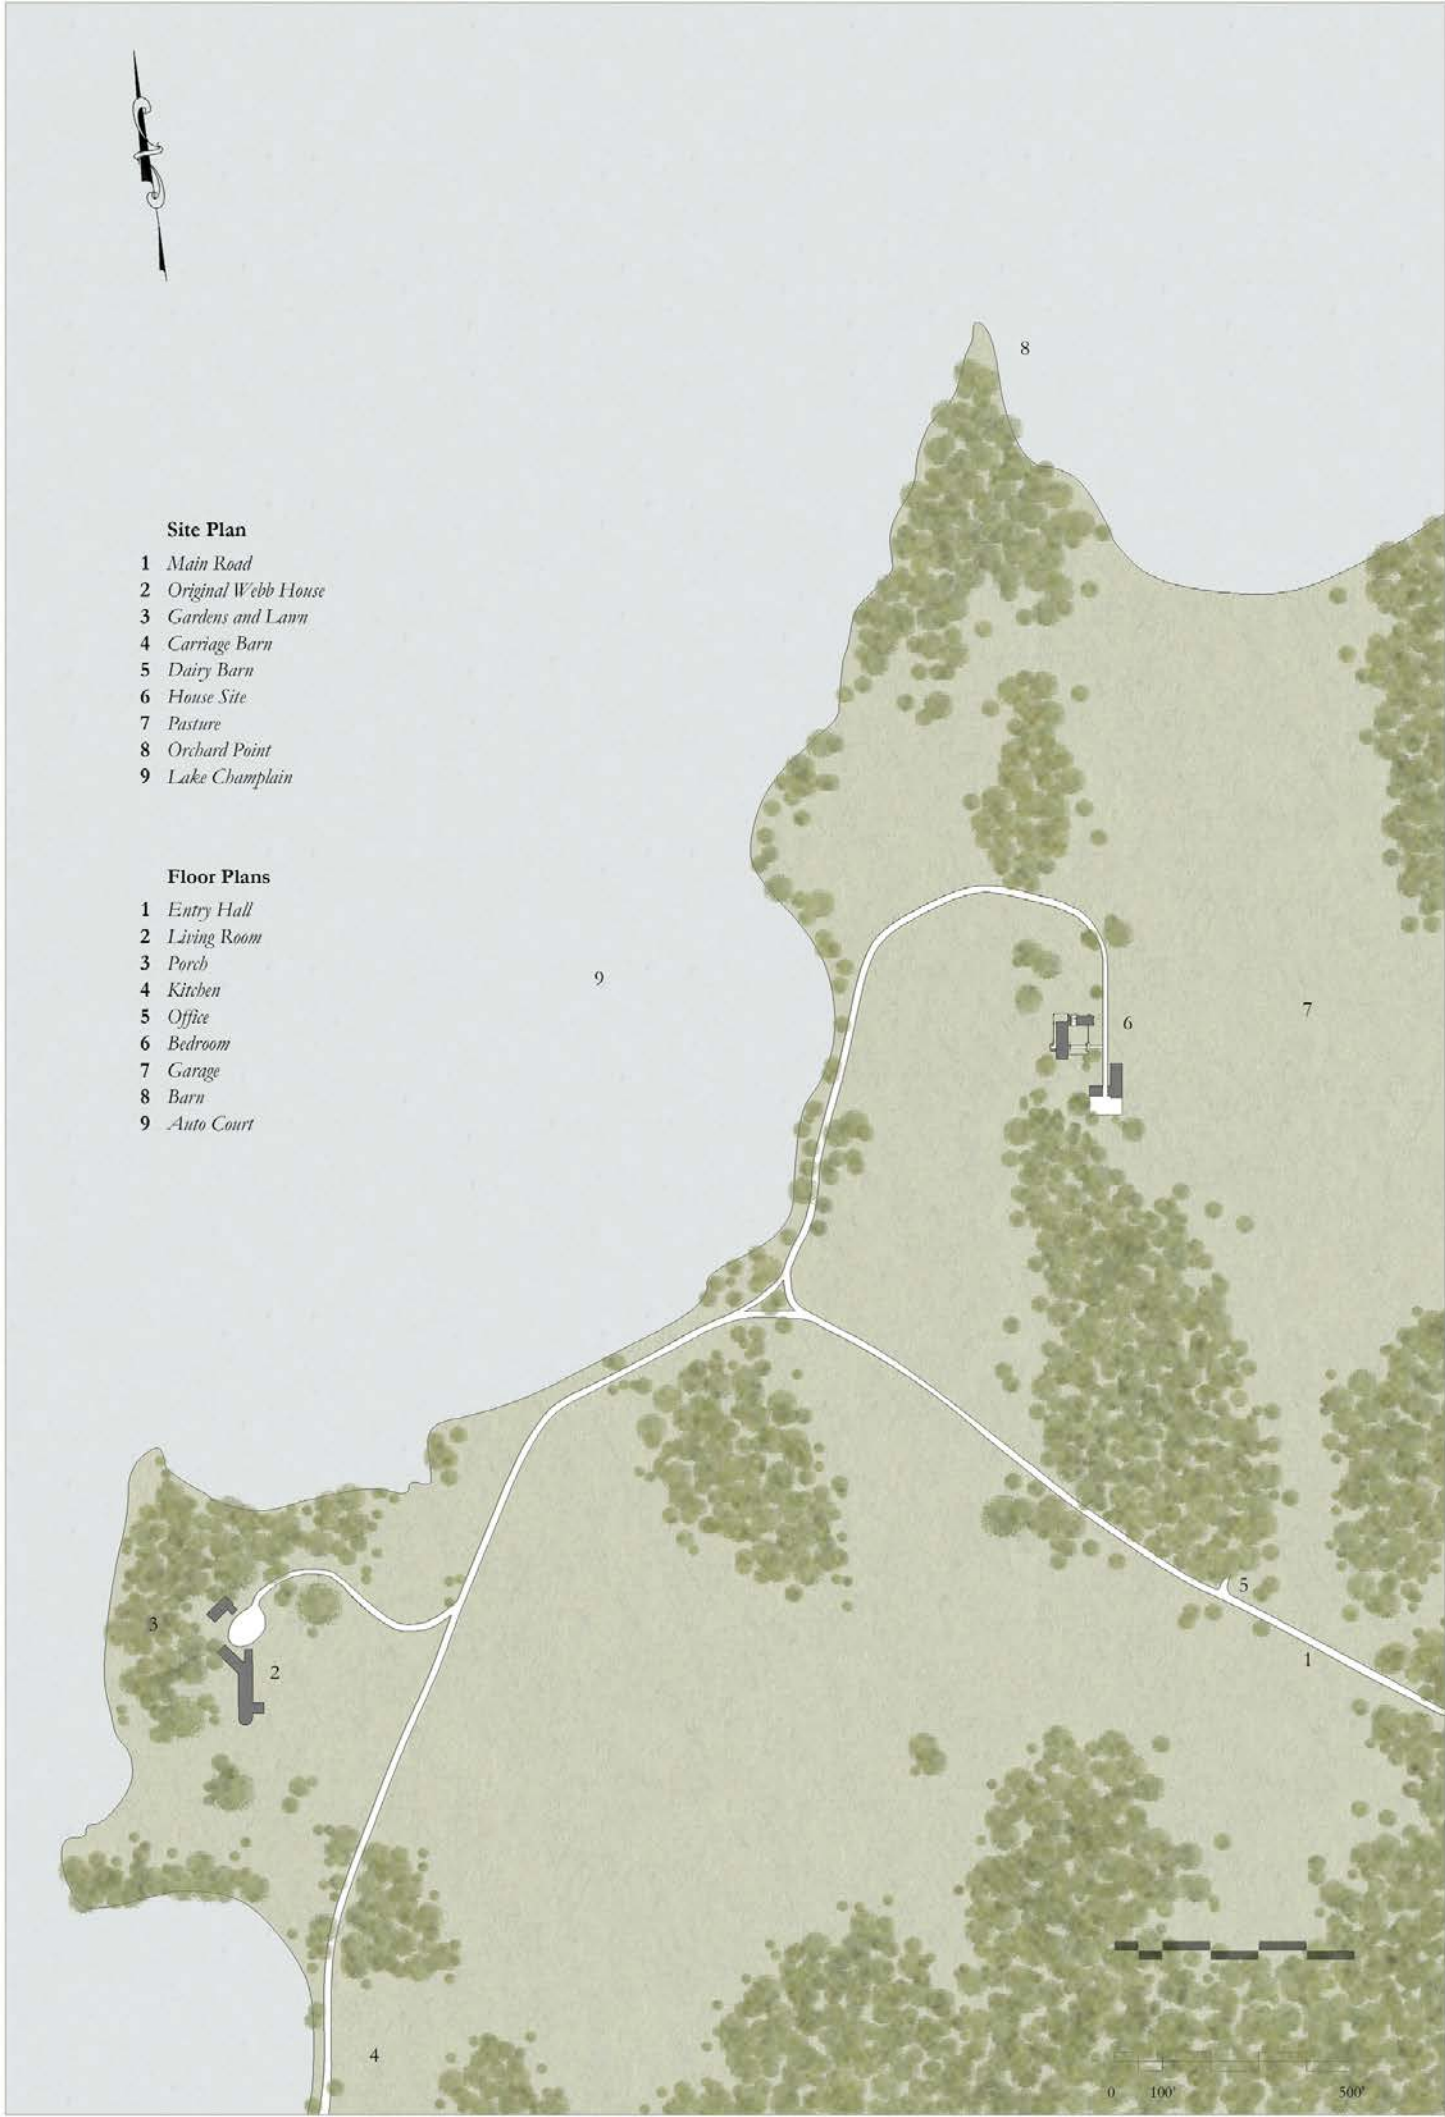 8
Site Plan
1 Main Road
2 Original Webb House
3 Gardens and Lawn
4 Carriage Barn
5 Dairy Barn
6 House Site
7 Pasture
8 Orchard Point
9 Lake Champlain
Floor Plans
1 Entry Hall
2 Living Room
3 Porch
4 Kitchen
5 Office
6 Bedroom
7 Garage
8 Barn
9 Auto Court
9
7
6
5
3
1
2
4
0 100' 500'